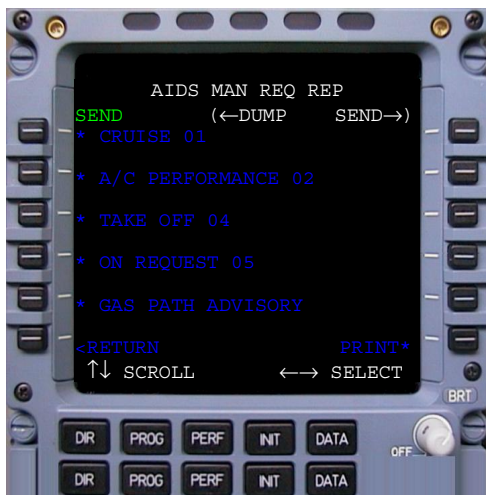 AIDS MAN REQ REP
SEND (←DUMP SEND→)
* CRUISE 01
* A/C PERFORMANCE 02
* TAKE OFF 04
* ON REQUEST 05
* GAS PATH ADVISORY
<RETURN PRINT*
↑↓ SCROLL ←→ SELECT
BRT
DIR PROG PERF INIT DATA
OFF
DIR PROG PERF INIT DATA